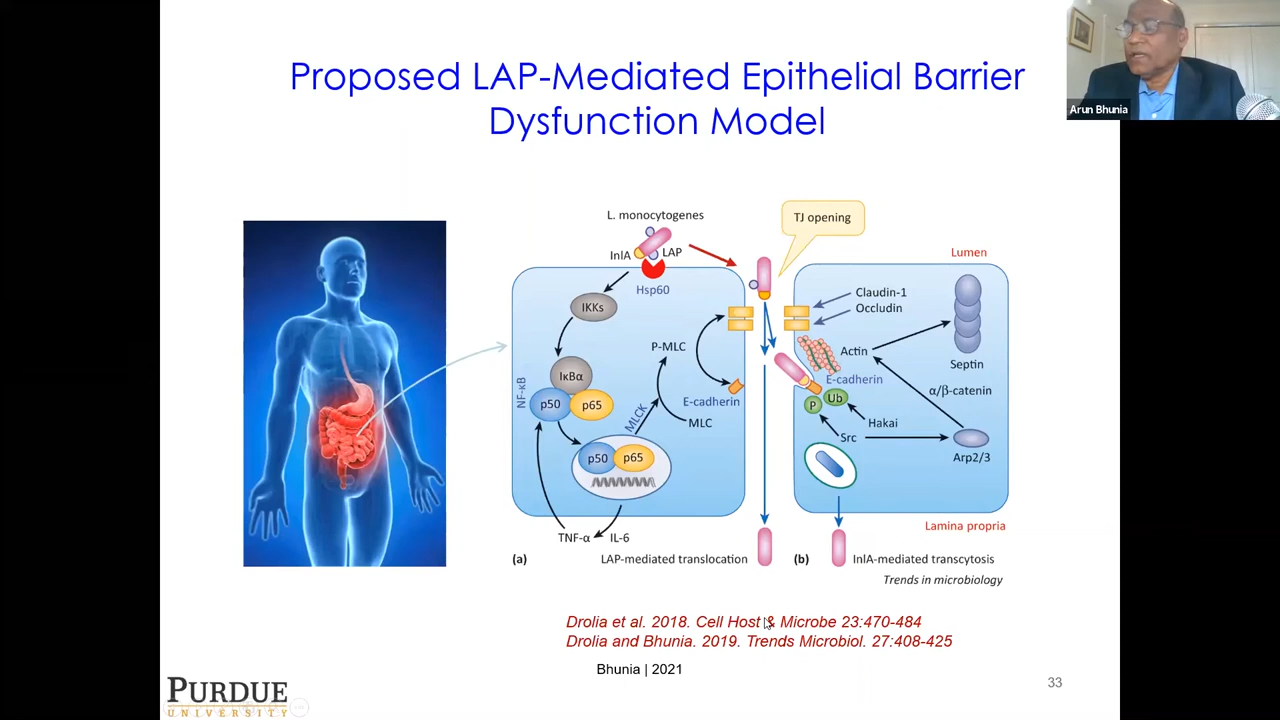 Proposed LAP-Mediated Epithelial Barrier
Dysfunction Model
Arun Bhunia
L. monocytogenes
TJ opening
InlA
LAP
Hsp60
Lumen
IKKs
Claudin-1
Occludin
P-MLC
Actin
Septin
IκBα
NF-κB
p50
p65
E-cadherin
E-cadherin
α/β-catenin
MLCK
MLC
P
Ub
Hakai
Src
Arp2/3
p50
p65
TNF-α
IL-6
Lamina propria
(a)
LAP-mediated translocation
(b)
InlA-mediated transcytosis
Trends in microbiology
Drolia et al. 2018. Cell Host & Microbe 23:470-484
Drolia and Bhunia. 2019. Trends Microbiol. 27:408-425
Bhunia | 2021
33
PURDUE
UNIVERSITY